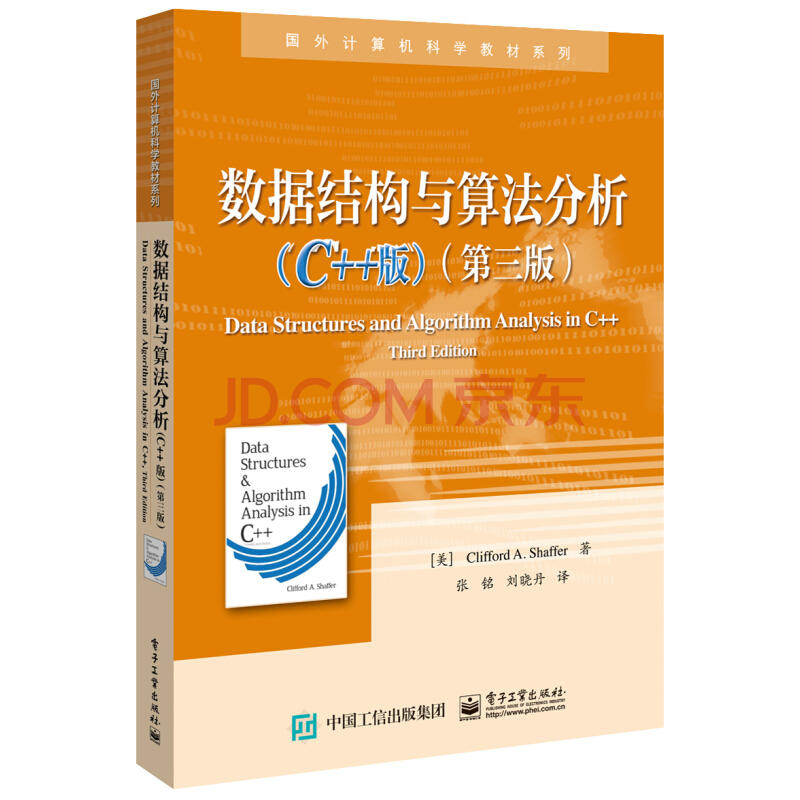 国外计算机科学教材系列
数据结构与算法分析
（C++版）（第三版）
Data Structures and Algorithm Analysis in C++
Third Edition
JD.COM 京东
Data
Structures
&
Algorithm
Analysis in
C++
Clifford A. Shaffer
[美] Clifford A. Shaffer 著
张 铭 刘晓丹 译
中国工信出版集团
电子工业出版社
PUBLISHING HOUSE OF ELECTRONICS INDUSTRY
http://www.phei.com.cn
国外计算机科学教材系列
数据结构与算法分析（C++版）（第三版）
Data Structures and Algorithm Analysis in C++, Third Edition
电子工业出版社